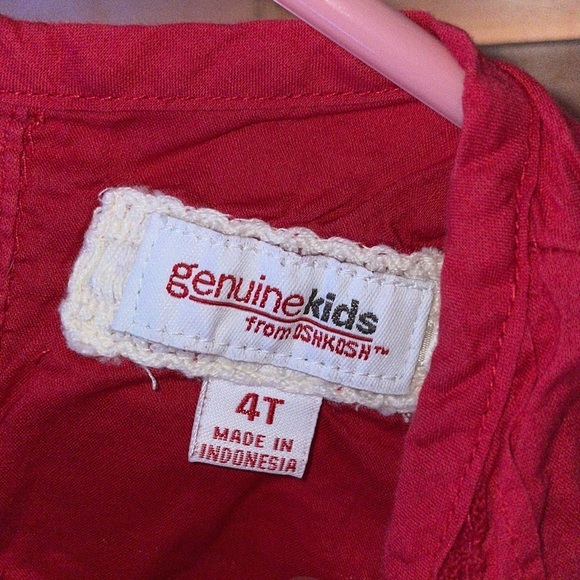 genuinekids
from OSHKOSH™
4T
MADE IN
INDONESIA